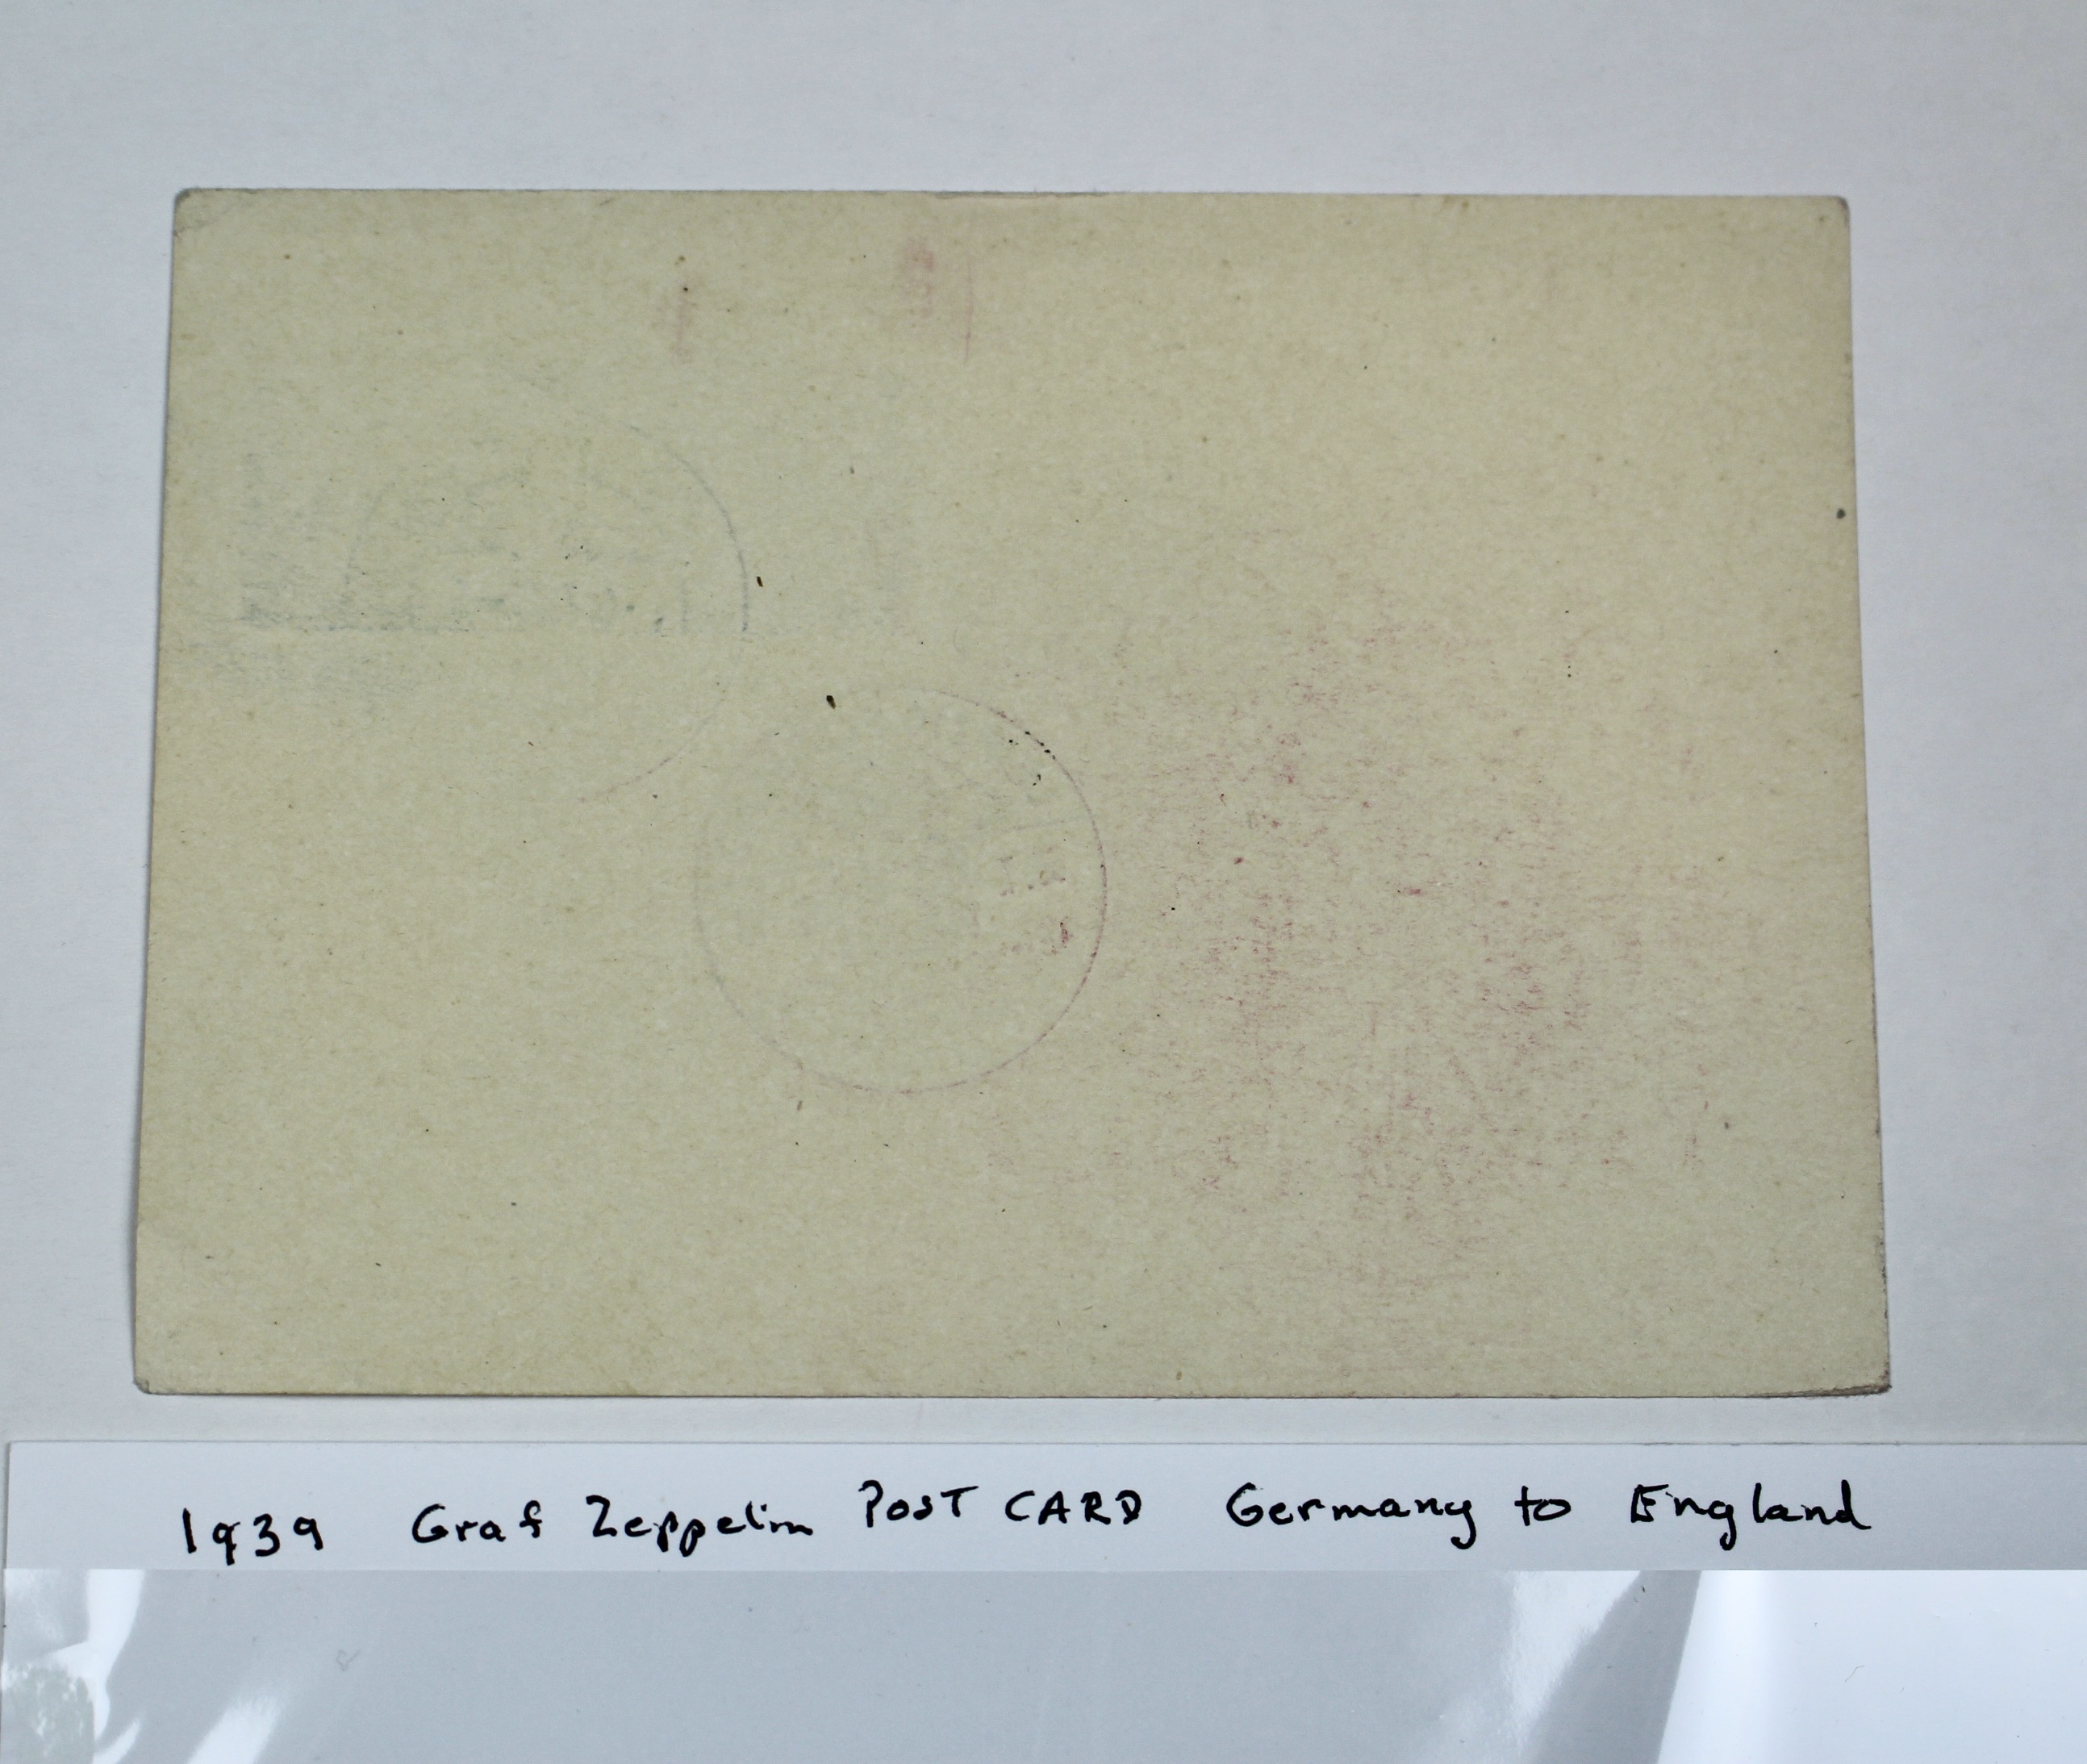 1939 Graf Zeppelin POST CARD Germany to England